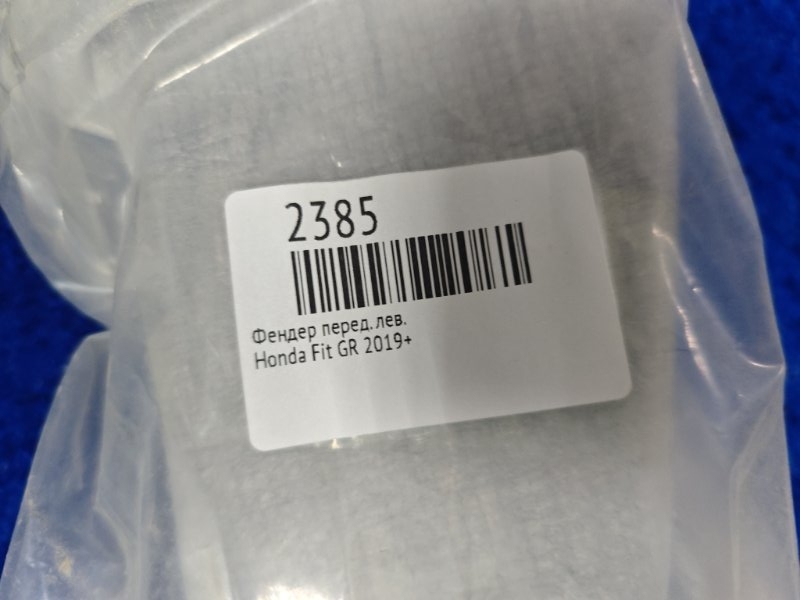 2385
Фендер перед.лев.
Honda Fit GR 2019+